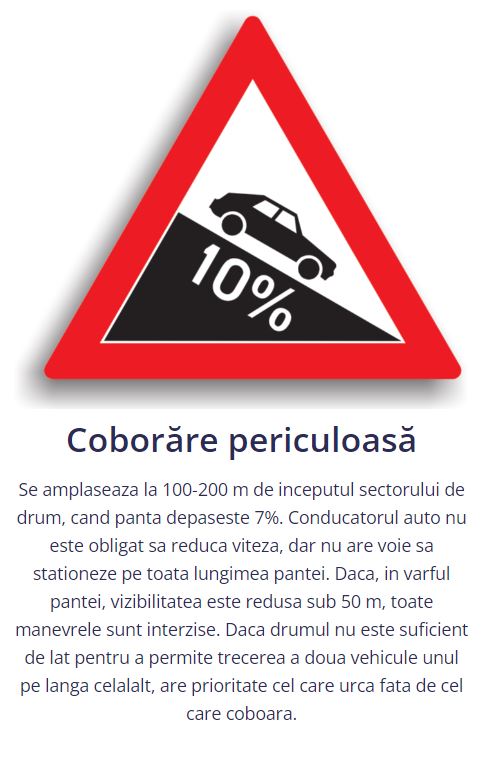 10%
Coborăre periculoasă
Se amplaseaza la 100-200 m de inceputul sectorului de
drum, cand panta depaseste 7%. Conducatorul auto nu
este obligat sa reduca viteza, dar nu are voie sa
stationeze pe toata lungimea pantei. Daca, in varful
pantei, vizibilitatea este redusa sub 50 m, toate
manevrele sunt interzise. Daca drumul nu este suficient
de lat pentru a permite trecerea a doua vehicule unul
pe langa celalalt, are prioritate cel care urca fata de cel
care coboara.